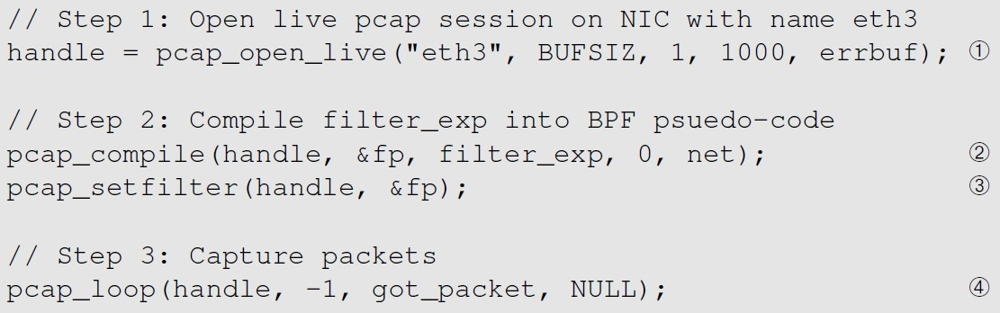 // Step 1: Open live pcap session on NIC with name eth3
handle = pcap_open_live("eth3", BUFSIZ, 1, 1000, errbuf); ①
// Step 2: Compile filter_exp into BPF psuedo-code
pcap_compile(handle, &fp, filter_exp, 0, net); ②
pcap_setfilter(handle, &fp); ③
// Step 3: Capture packets
pcap_loop(handle, -1, got_packet, NULL); ④